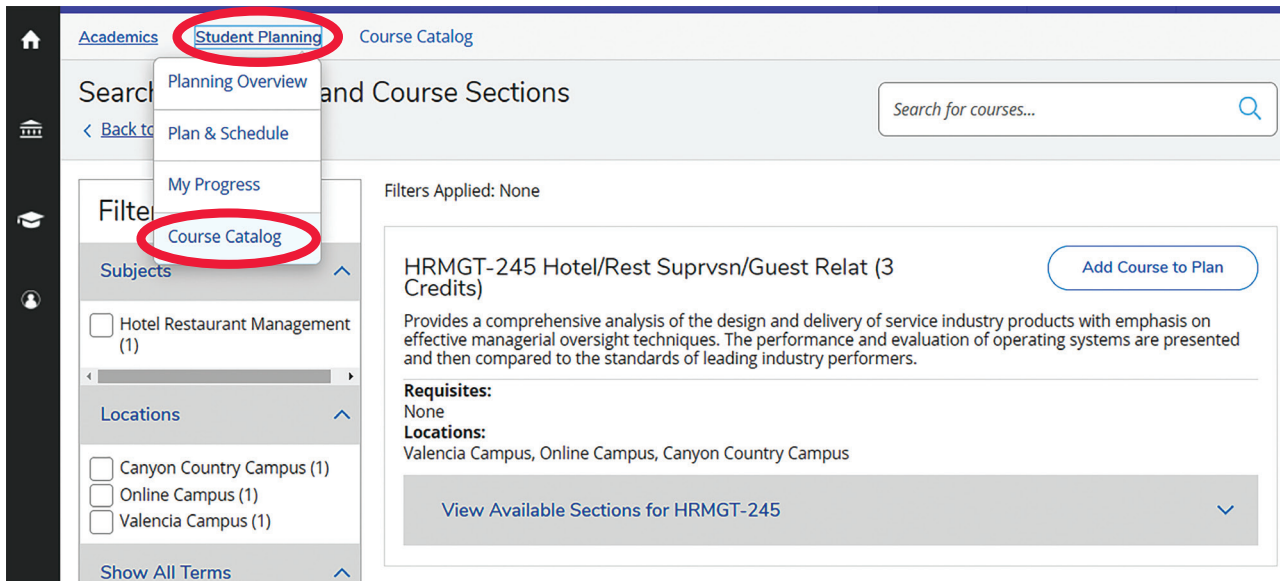 Academics Student Planning Course Catalog
Planning Overview
Plan & Schedule
My Progress
Course Catalog
Search and Course Sections
< Back to
Search for courses...
Filte
Subjects
Hotel Restaurant Management
(1)
Locations
Canyon Country Campus (1)
Online Campus (1)
Valencia Campus (1)
Show All Terms
Filters Applied: None
HRMGT-245 Hotel/Rest Suprvsn/Guest Relat (3
Credits)
Add Course to Plan
Provides a comprehensive analysis of the design and delivery of service industry products with emphasis on
effective managerial oversight techniques. The performance and evaluation of operating systems are presented
and then compared to the standards of leading industry performers.
Requisites:
None
Locations:
Valencia Campus, Online Campus, Canyon Country Campus
View Available Sections for HRMGT-245